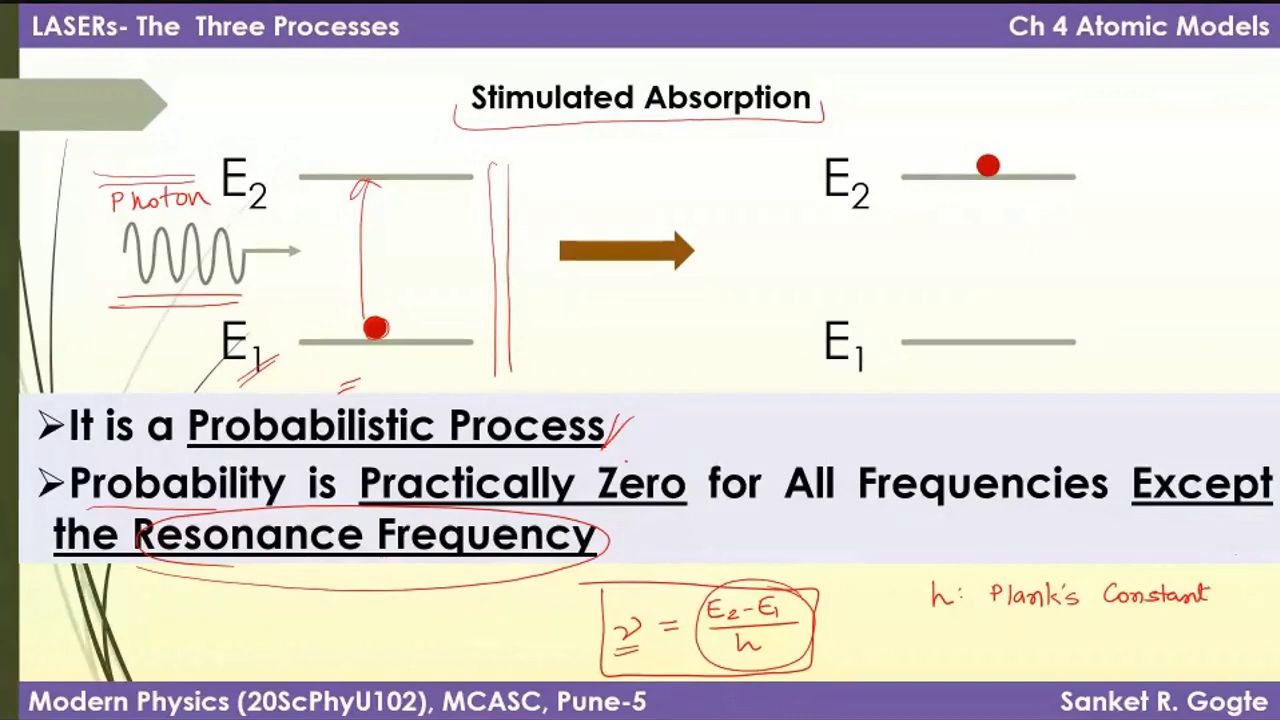 LASERs- The Three Processes
Ch 4 Atomic Models
Stimulated Absorption
Photon
E2
E1
E2
E1
➢It is a Probabilistic Process
➢Probability is Practically Zero for All Frequencies Except
the Resonance Frequency
ν = E2-E1/h
h: Plank's Constant
Modern Physics (20ScPhyU102), MCASC, Pune-5
Sanket R. Gogte